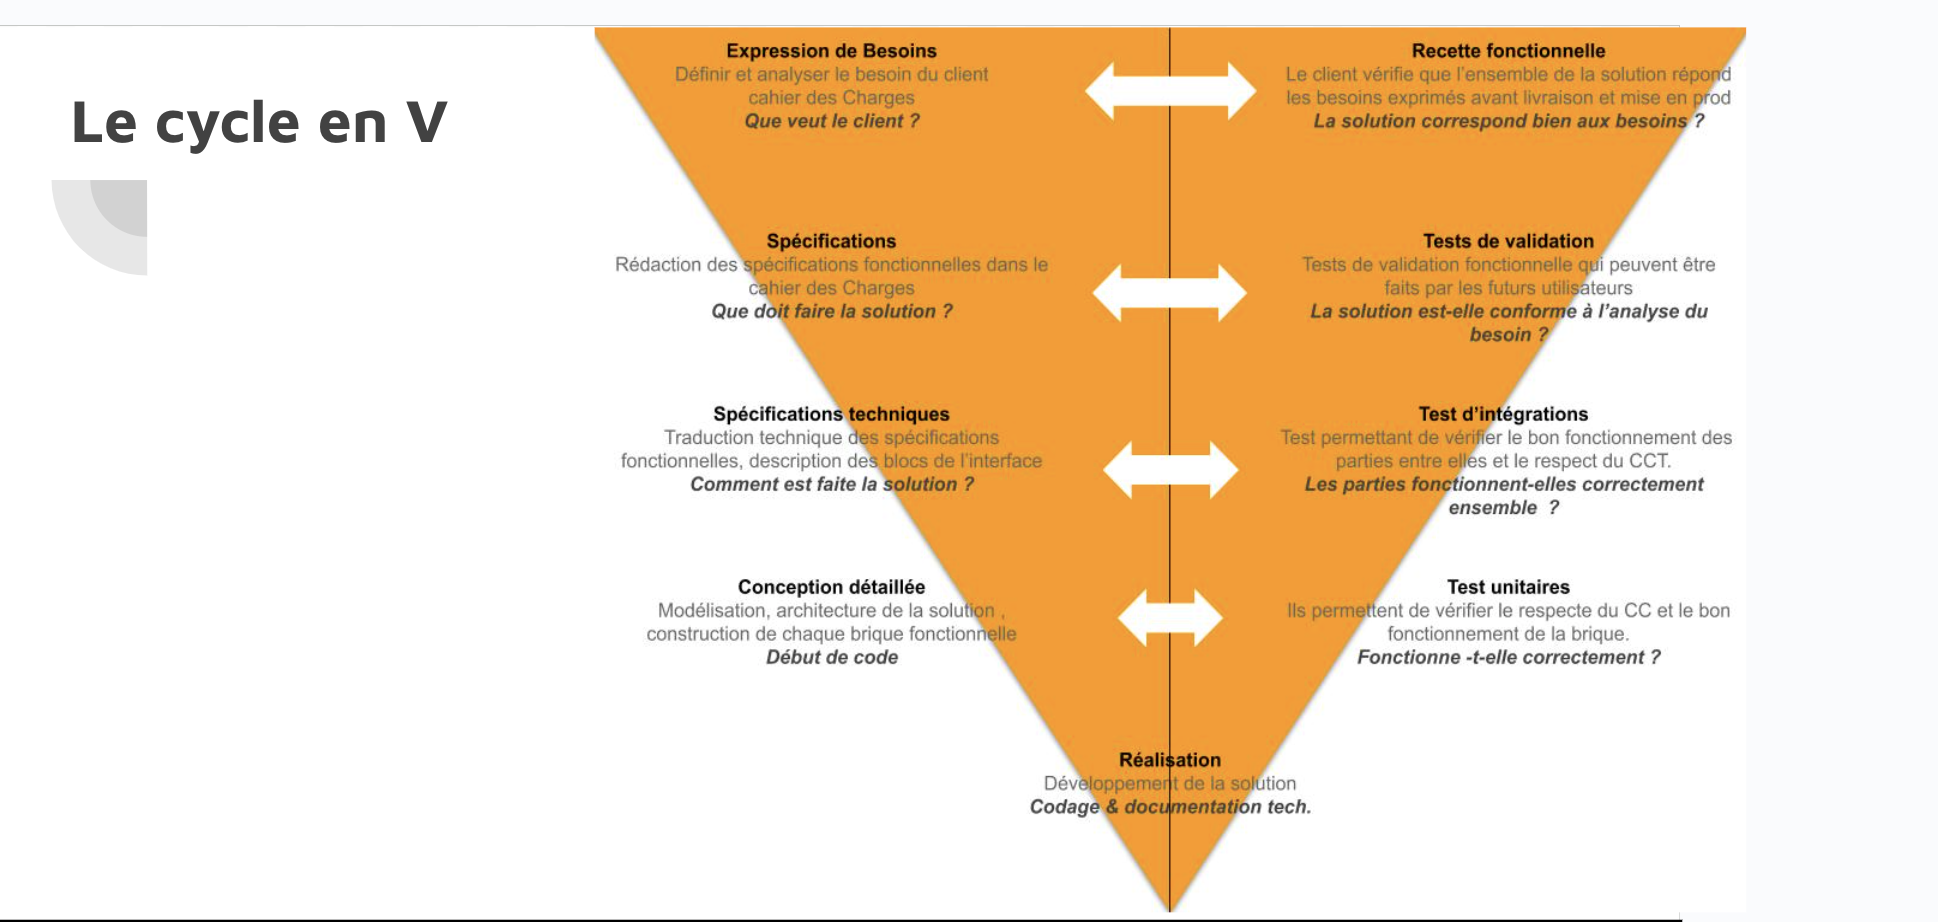 Le cycle en V
Expression de Besoins
Définir et analyser le besoin du client
cahier des Charges
Que veut le client ?
Recette fonctionnelle
Le client vérifie que l'ensemble de la solution répond
les besoins exprimés avant livraison et mise en prod
La solution correspond bien aux besoins ?
Spécifications
Rédaction des spécifications fonctionnelles dans le
cahier des Charges
Que doit faire la solution ?
Tests de validation
Tests de validation fonctionnelle qui peuvent être
faits par les futurs utilisateurs
La solution est-elle conforme à l'analyse du
besoin ?
Spécifications techniques
Traduction technique des spécifications
fonctionnelles, description des blocs de l'interface
Comment est faite la solution ?
Test d'intégrations
Test permettant de vérifier le bon fonctionnement des
parties entre elles et le respect du CCT.
Les parties fonctionnent-elles correctement
ensemble ?
Conception détaillée
Modélisation, architecture de la solution ,
construction de chaque brique fonctionnelle
Début de code
Test unitaires
Ils permettent de vérifier le respecte du CC et le bon
fonctionnement de la brique.
Fonctionne -t-elle correctement ?
Réalisation
Développement de la solution
Codage & documentation tech.